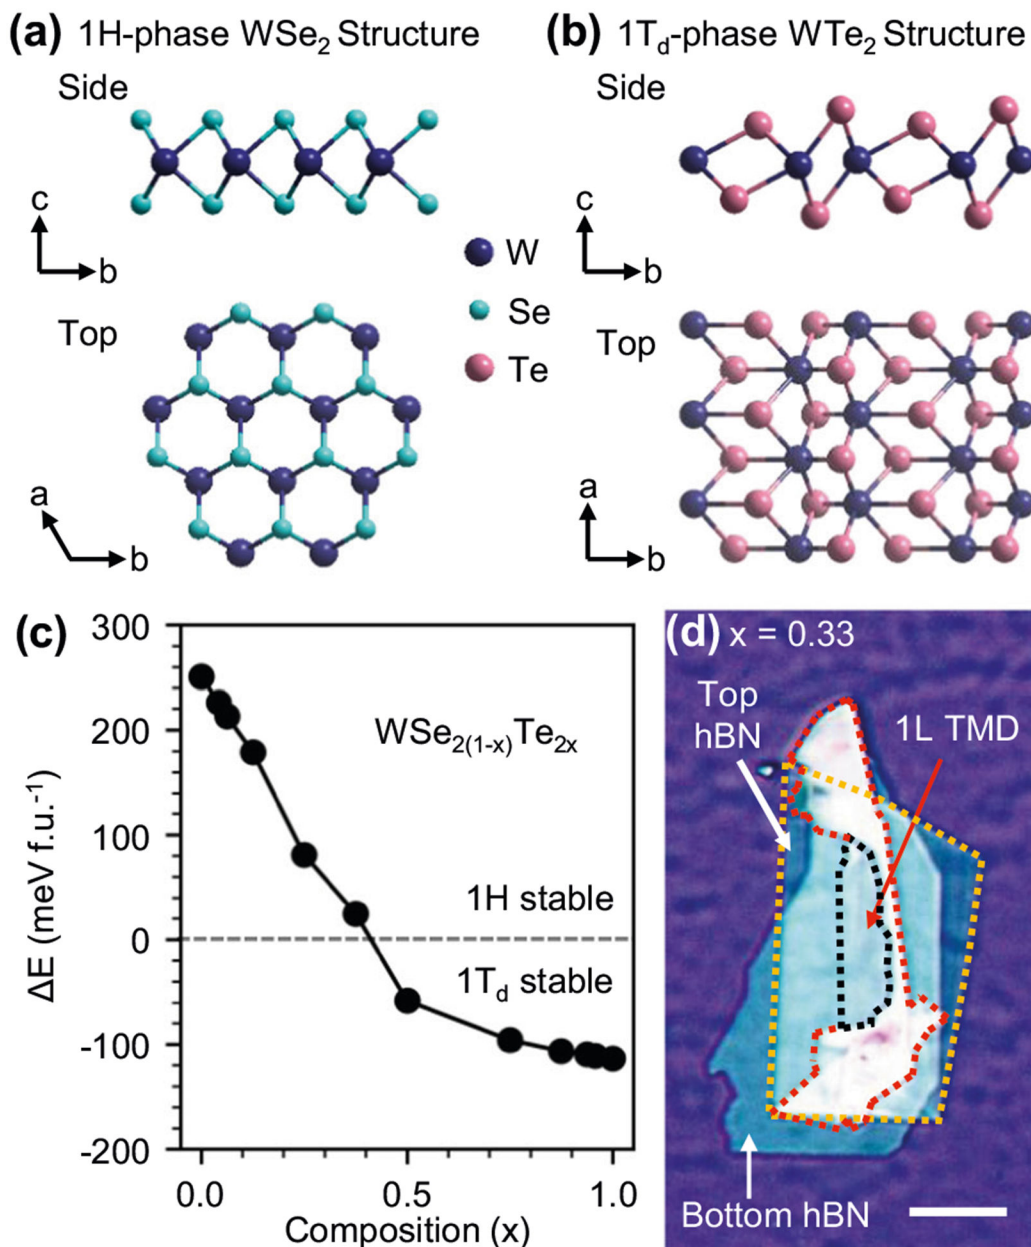 (a) 1H-phase WSe₂ Structure
Side
c
b
Top
a
b
W
Se
Te
(b) 1T_d-phase WTe₂ Structure
Side
c
b
Top
a
b
(c)
300
200
100
0
-100
-200
ΔE (meV f.u.⁻¹)
WSe₂₍₁₋ₓ₎Te₂ₓ
1H stable
1T_d stable
0.0 0.5 1.0
Composition (x)
(d) x = 0.33
Top
hBN
1L TMD
Bottom hBN